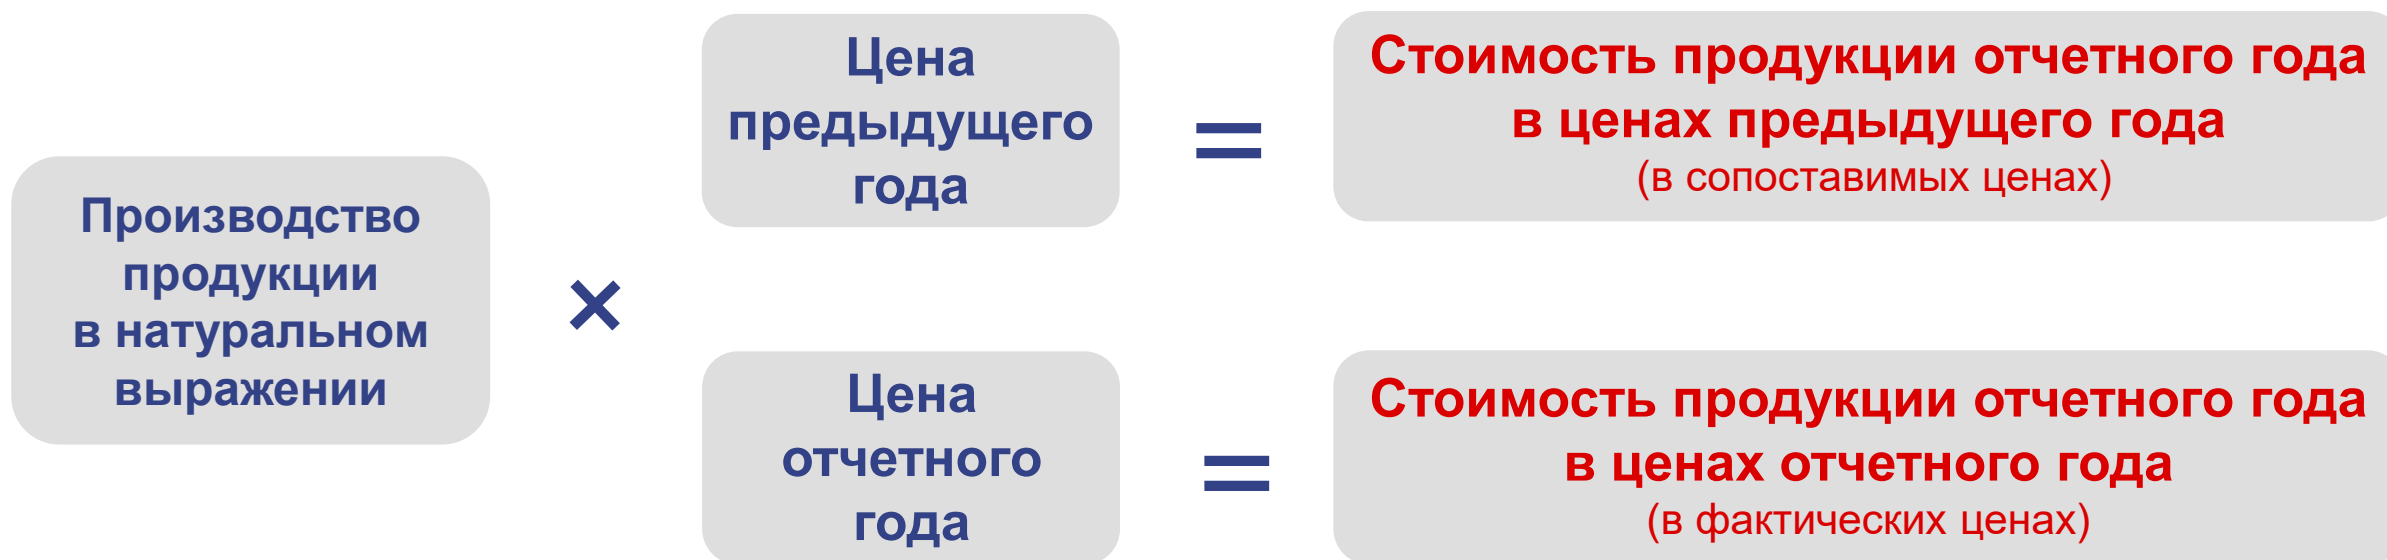 Производство
продукции
в натуральном
выражении
×
Цена
предыдущего
года
=
Стоимость продукции отчетного года
в ценах предыдущего года
(в сопоставимых ценах)
Цена
отчетного
года
=
Стоимость продукции отчетного года
в ценах отчетного года
(в фактических ценах)